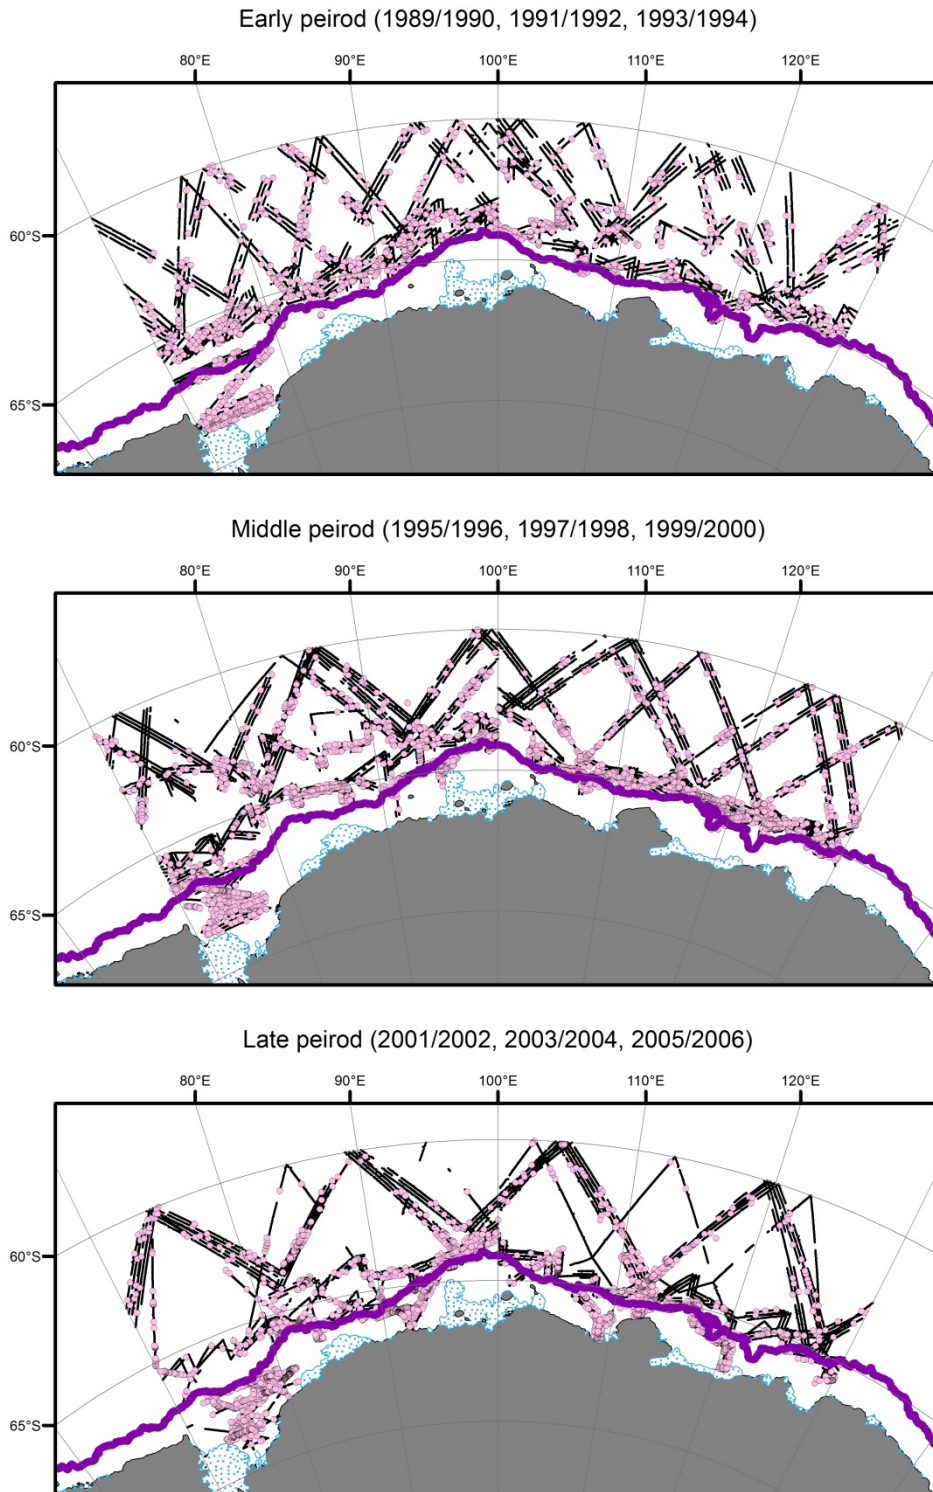 Early peirod (1989/1990, 1991/1992, 1993/1994)
80°E 90°E 100°E 110°E 120°E
60°S
65°S
Middle peirod (1995/1996, 1997/1998, 1999/2000)
80°E 90°E 100°E 110°E 120°E
60°S
65°S
Late peirod (2001/2002, 2003/2004, 2005/2006)
80°E 90°E 100°E 110°E 120°E
60°S
65°S